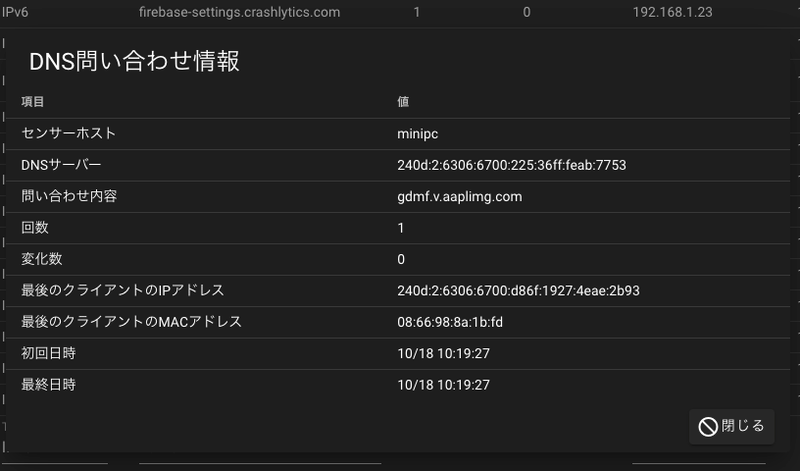 IPv6 firebase-settings.crashlytics.com 1 0 192.168.1.23
DNS問い合わせ情報
項目 値
センサーホスト minipc
DNSサーバー 240d:2:6306:6700:225:36ff:feab:7753
問い合わせ内容 gdmf.v.aaplimg.com
回数 1
変化数 0
最後のクライアントのIPアドレス 240d:2:6306:6700:d86f:1927:4eae:2b93
最後のクライアントのMACアドレス 08:66:98:8a:1b:fd
初回日時 10/18 10:19:27
最終日時 10/18 10:19:27
閉じる